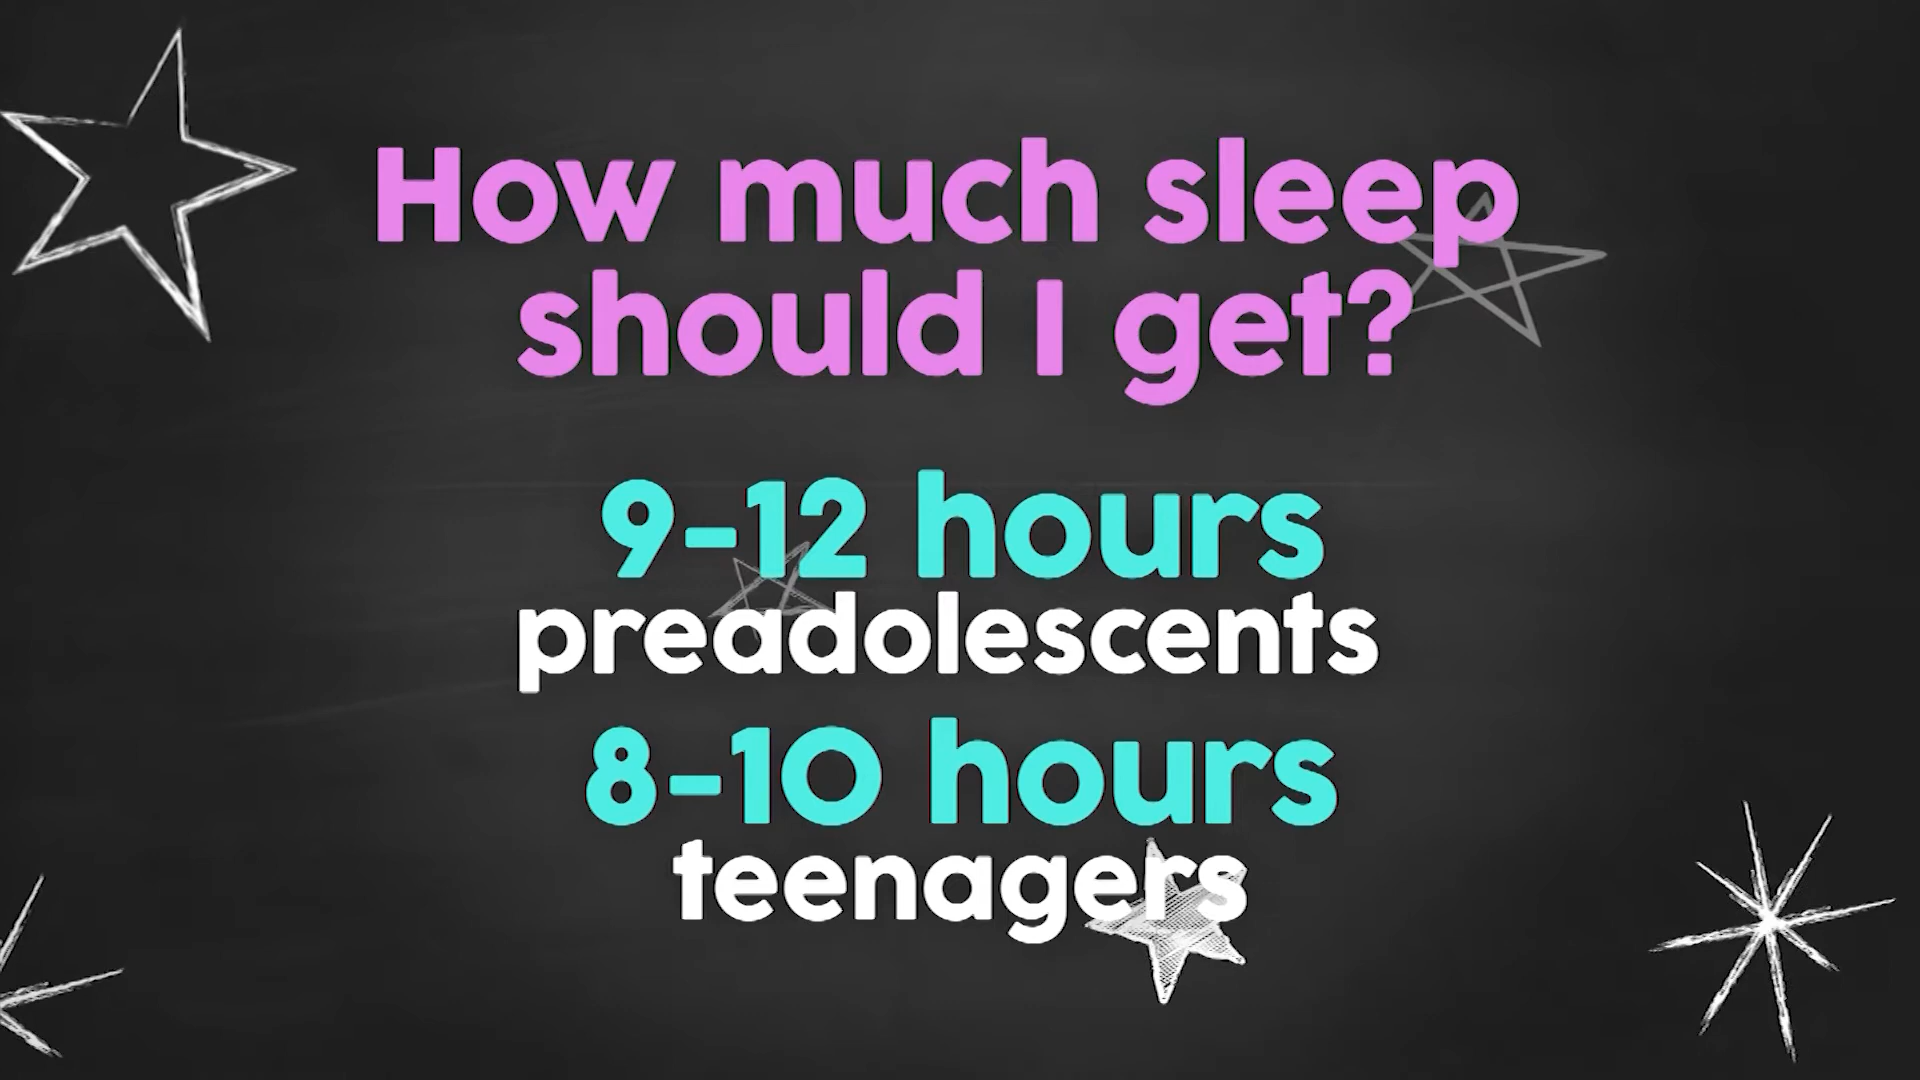 How much sleep
should I get?
9-12 hours
preadolescents
8-10 hours
teenagers